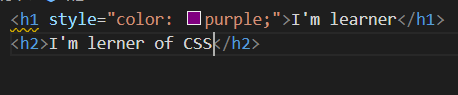 <h1 style="color: purple;">I'm learner</h1>
<h2>I'm lerner of CSS</h2>